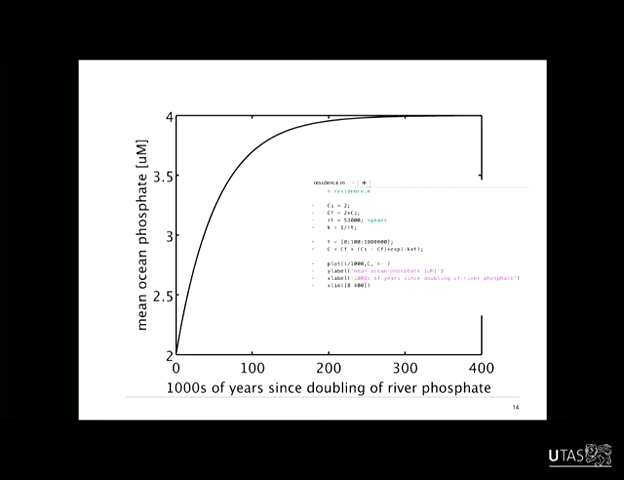 4
3.5
3
2.5
2
0
100
200
300
400
mean ocean phosphate [uM]
1000s of years since doubling of river phosphate
residence.m
+
% residence.m
Ci = 2;
Cf = 2*Ci;
rt = 53000; %years
k = 1/rt;
t = [0:100:1000000];
C = Cf + (Ci - Cf)*exp(-k*t);
plot(t/1000,C,'k-')
ylabel('mean ocean phosphate [uM]')
xlabel('1000s of years since doubling of river phosphate')
xlim([0 400])
14
UTAS